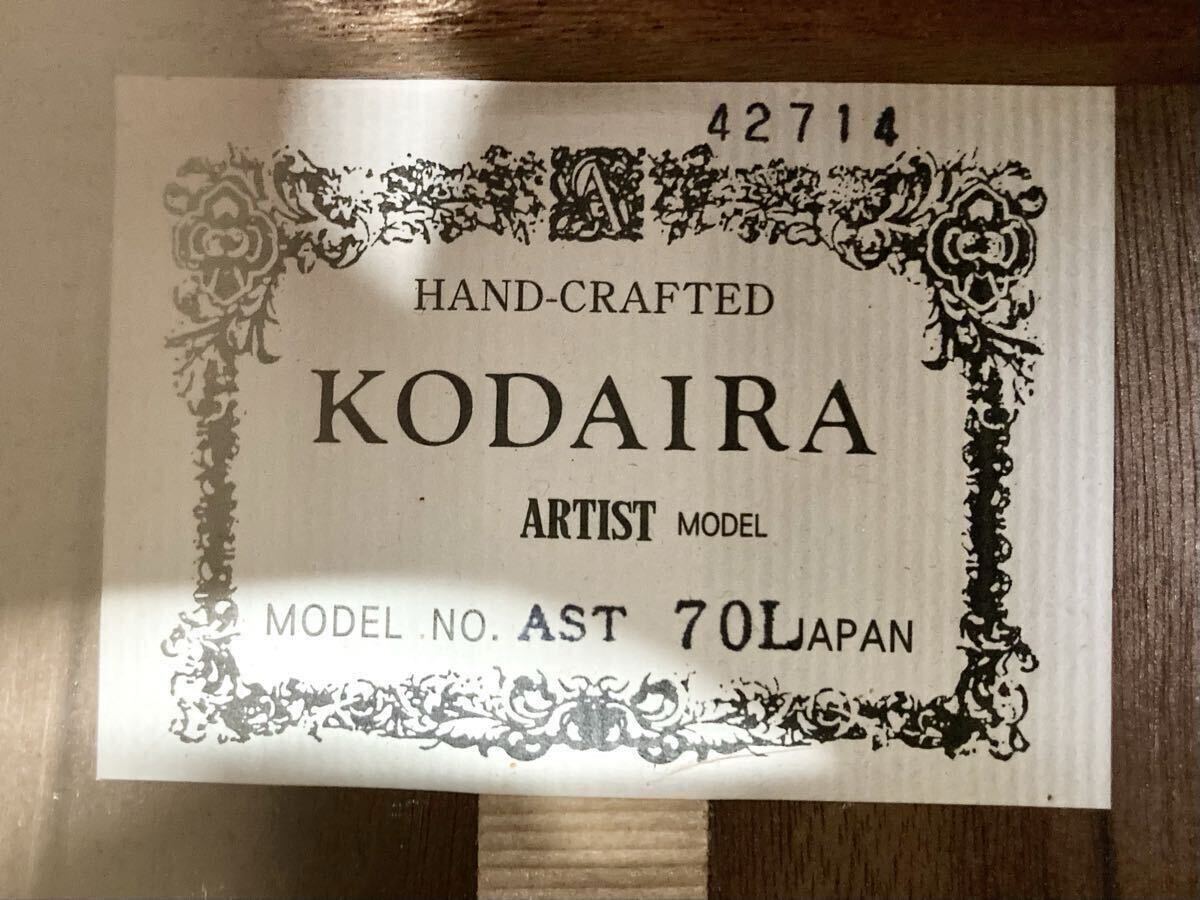 42714
A
HAND-CRAFTED
KODAIRA
ARTIST MODEL
MODEL NO. AST 70L JAPAN